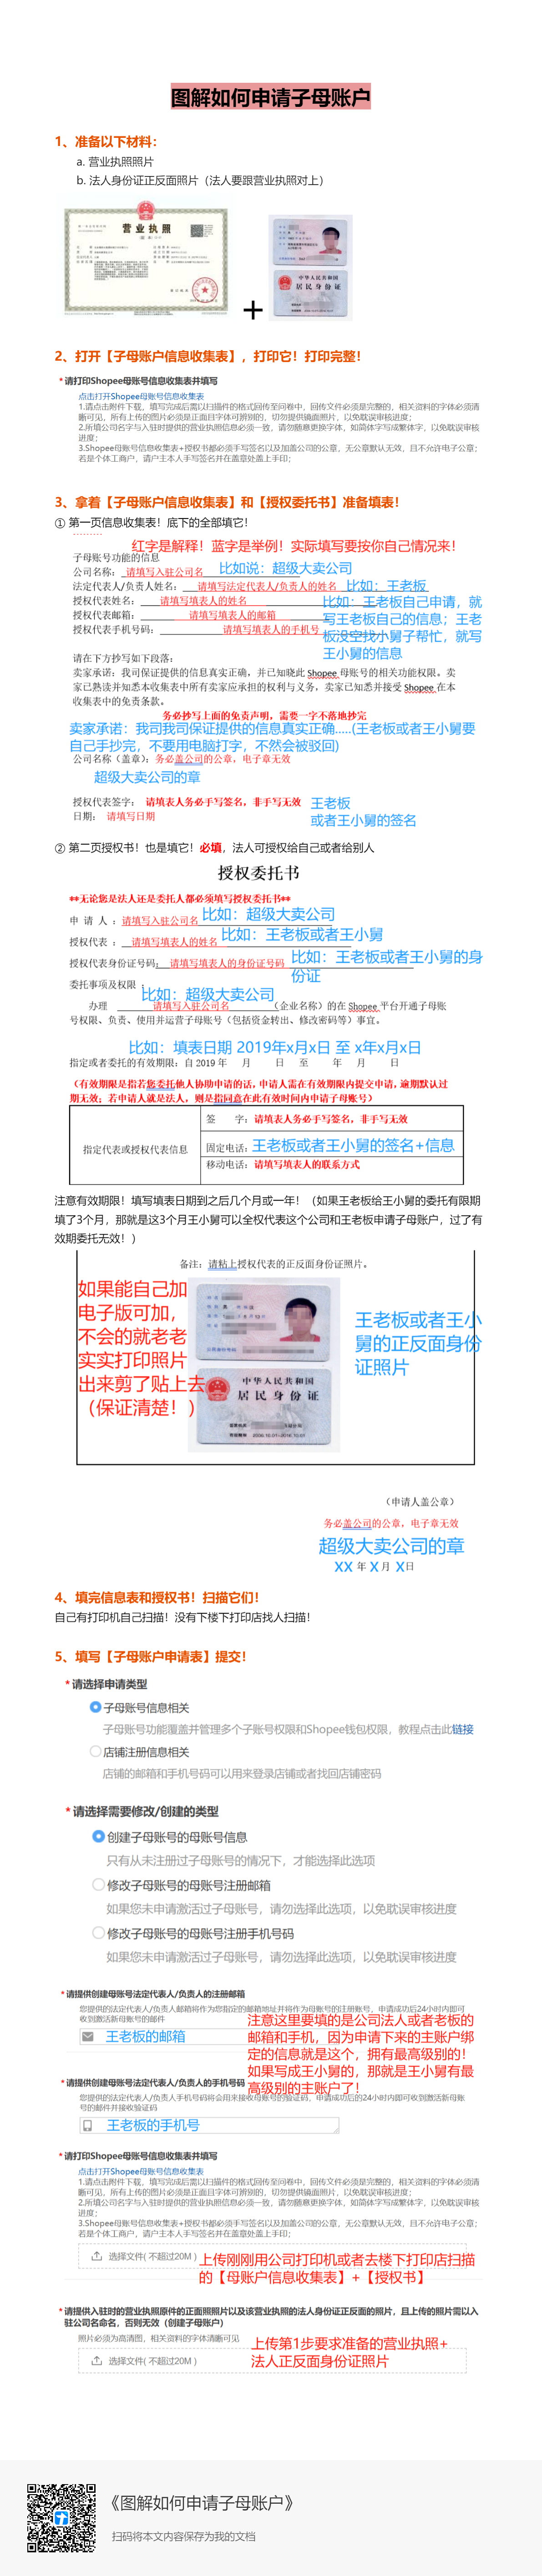 图解如何申请子母账户
1、准备以下材料：
a. 营业执照照片
b. 法人身份证正反面照片（法人要跟营业执照对上）
营业执照
中华人民共和国
居民身份证
+
2、打开【子母账户信息收集表】，打印它！打印完整！
*请打印Shopee母账号信息收集表并填写
点击打开Shopee母账号信息收集表
1.请点击附件下载，填写完成后需以扫描件的格式回传至问卷中，回传文件必须是完整的，相关资料的字体必须清
晰可见，所有上传的图片必须是正面目字体可辨别的，切勿提供镜面照片，以免耽误审核进度；
2.所填公司名字与入驻时提供的营业执照信息必须一致，请勿随意更换字体，如简体字写成繁体字，以免耽误审核
进度；
3.Shopee母账号信息收集表+授权书都必须手写签名以及加盖公司的公章，无公章默认无效，且不允许电子公章；
若是个体工商户，请户主本人手写签名并在盖章处盖上手印；
3、拿着【子母账户信息收集表】和【授权委托书】准备填表！
① 第一页信息收集表！底下的全部填它！
红字是解释！蓝字是举例！实际填写要按你自己情况来！
子母账号功能的信息
公司名称： 请填写入驻公司名 比如说：超级大卖公司
法定代表人/负责人姓名： 请填写法定代表人/负责人的姓名 比如：王老板
授权代表姓名： 请填写填表人的姓名 比如：王老板自己申请，就
授权代表邮箱： 请填写填表人的邮箱 写王老板自己的信息；王老
授权代表手机号码： 请填写填表人的手机号 板没空找小舅子帮忙，就写
王小舅的信息
请在下方抄写如下段落：
卖家承诺：我司保证提供的信息真实正确，并已知晓此 Shopee 母账号的相关功能权限。卖
家已熟读并知悉本收集表中所有卖家应承担的权利与义务，卖家已知悉并接受 Shopee 在本
收集表中的免责条款。
务必抄写上面的免责声明，需要一字不落地抄完
卖家承诺：我司我司保证提供的信息真实正确.....(王老板或者王小舅要
自己手抄完，不要用电脑打字，不然会被驳回)
公司名称（盖章）：务必盖公司的公章，电子章无效
超级大卖公司的章
授权代表签字： 请填表人务必手写签名，非手写无效 王老板
日期： 请填写日期 或者王小舅的签名
② 第二页授权书！也是填它！必填，法人可授权给自己或者给别人
授权委托书
**无论您是法人还是委托人都必须填写授权委托书**
申 请 人 ：请填写入驻公司名 比如：超级大卖公司
授权代表 ： 请填写填表人的姓名 比如：王老板或者王小舅
授权代表身份证号码： 请填写填表人的身份证号码 比如：王老板或者王小舅的身
份证
委托事项及权限 ：
比如：超级大卖公司
办理 请填写入驻公司名 （企业名称）的在 Shopee 平台开通子母账
号权限、负责、使用并运营子母账号（包括资金转出、修改密码等）事宜。
比如：填表日期 2019年x月x日 至 x年x月x日
指定或者委托的有效期限：自 2019 年 月 日 至 年 月 日
（有效期限是指若您委托他人协助申请的话，申请人需在有效期限内提交申请，逾期默认过
期无效；若申请人就是法人，则是指同意在此有效时间内申请子母账号）
指定代表或授权代表信息
签 字：请填表人务必手写签名，非手写无效
固定电话：王老板或者王小舅的签名+信息
移动电话：请填写填表人的联系方式
注意有效期限！填写填表日期到之后几个月或一年！（如果王老板给王小舅的委托有限期
填了3个月，那就是这3个月王小舅可以全权代表这个公司和王老板申请子母账户，过了有
效期委托无效！）
备注：请粘上授权代表的正反面身份证照片。
如果能自己加
电子版可加，
不会的就老老
实实打印照片
出来剪了贴上去
（保证清楚！）
中华人民共和国
居民身份证
王老板或者王小
舅的正反面身份
证照片
（申请人盖公章）
务必盖公司的公章，电子章无效
超级大卖公司的章
XX 年 X 月 X日
4、填完信息表和授权书！扫描它们！
自己有打印机自己扫描！没有下楼下打印店找人扫描！
5、填写【子母账户申请表】提交！
*请选择申请类型
子母账号信息相关
子母账号功能覆盖并管理多个子账号权限和Shopee钱包权限，教程点击此链接
店铺注册信息相关
店铺的邮箱和手机号码可以用来登录店铺或者找回店铺密码
*请选择需要修改/创建的类型
创建子母账号的母账号信息
只有从未注册过子母账号的情况下，才能选择此选项
修改子母账号的母账号注册邮箱
如果您未申请激活过子母账号，请勿选择此选项，以免耽误审核进度
修改子母账号的母账号注册手机号码
如果您未申请激活过子母账号，请勿选择此选项，以免耽误审核进度
*请提供创建母账号法定代表人/负责人的注册邮箱
您提供的法定代表人/负责人邮箱将作为您指定的邮箱地址并将作为母账号的注册账号，申请成功后24小时内即可
收到激活新母账号的邮件
王老板的邮箱
注意这里要填的是公司法人或者老板的
邮箱和手机，因为申请下来的主账户绑
定的信息就是这个，拥有最高级别的！
如果写成王小舅的，那就是王小舅有最
高级别的主账户了！
*请提供创建母账号法定代表人/负责人的手机号码
您提供的法定代表人/负责人手机号码将会用来接收母账号的验证码，申请成功后的24小时内即可收到激活新母账
号的邮件并接收验证码
王老板的手机号
*请打印Shopee母账号信息收集表并填写
点击打开Shopee母账号信息收集表
1.请点击附件下载，填写完成后需以扫描件的格式回传至问卷中，回传文件必须是完整的，相关资料的字体必须清
晰可见，所有上传的图片必须是正面目字体可辨别的，切勿提供镜面照片，以免耽误审核进度；
2.所填公司名字与入驻时提供的营业执照信息必须一致，请勿随意更换字体，如简体字写成繁体字，以免耽误审核
进度；
3.Shopee母账号信息收集表+授权书都必须手写签名以及加盖公司的公章，无公章默认无效，且不允许电子公章；
若是个体工商户，请户主本人手写签名并在盖章处盖上手印；
选择文件( 不超过20M )
上传刚刚用公司打印机或者去楼下打印店扫描
的【母账户信息收集表】+【授权书】
*请提供入驻时的营业执照原件的正面照照片以及该营业执照的法人身份证正反面的照片，且上传的照片需以入
驻公司名命名，否则无效（创建子母账户）
照片必须为高清图，相关资料的字体清晰可见
选择文件( 不超过20M )
上传第1步要求准备的营业执照+
法人正反面身份证照片
《图解如何申请子母账户》
扫码将本文内容保存为我的文档